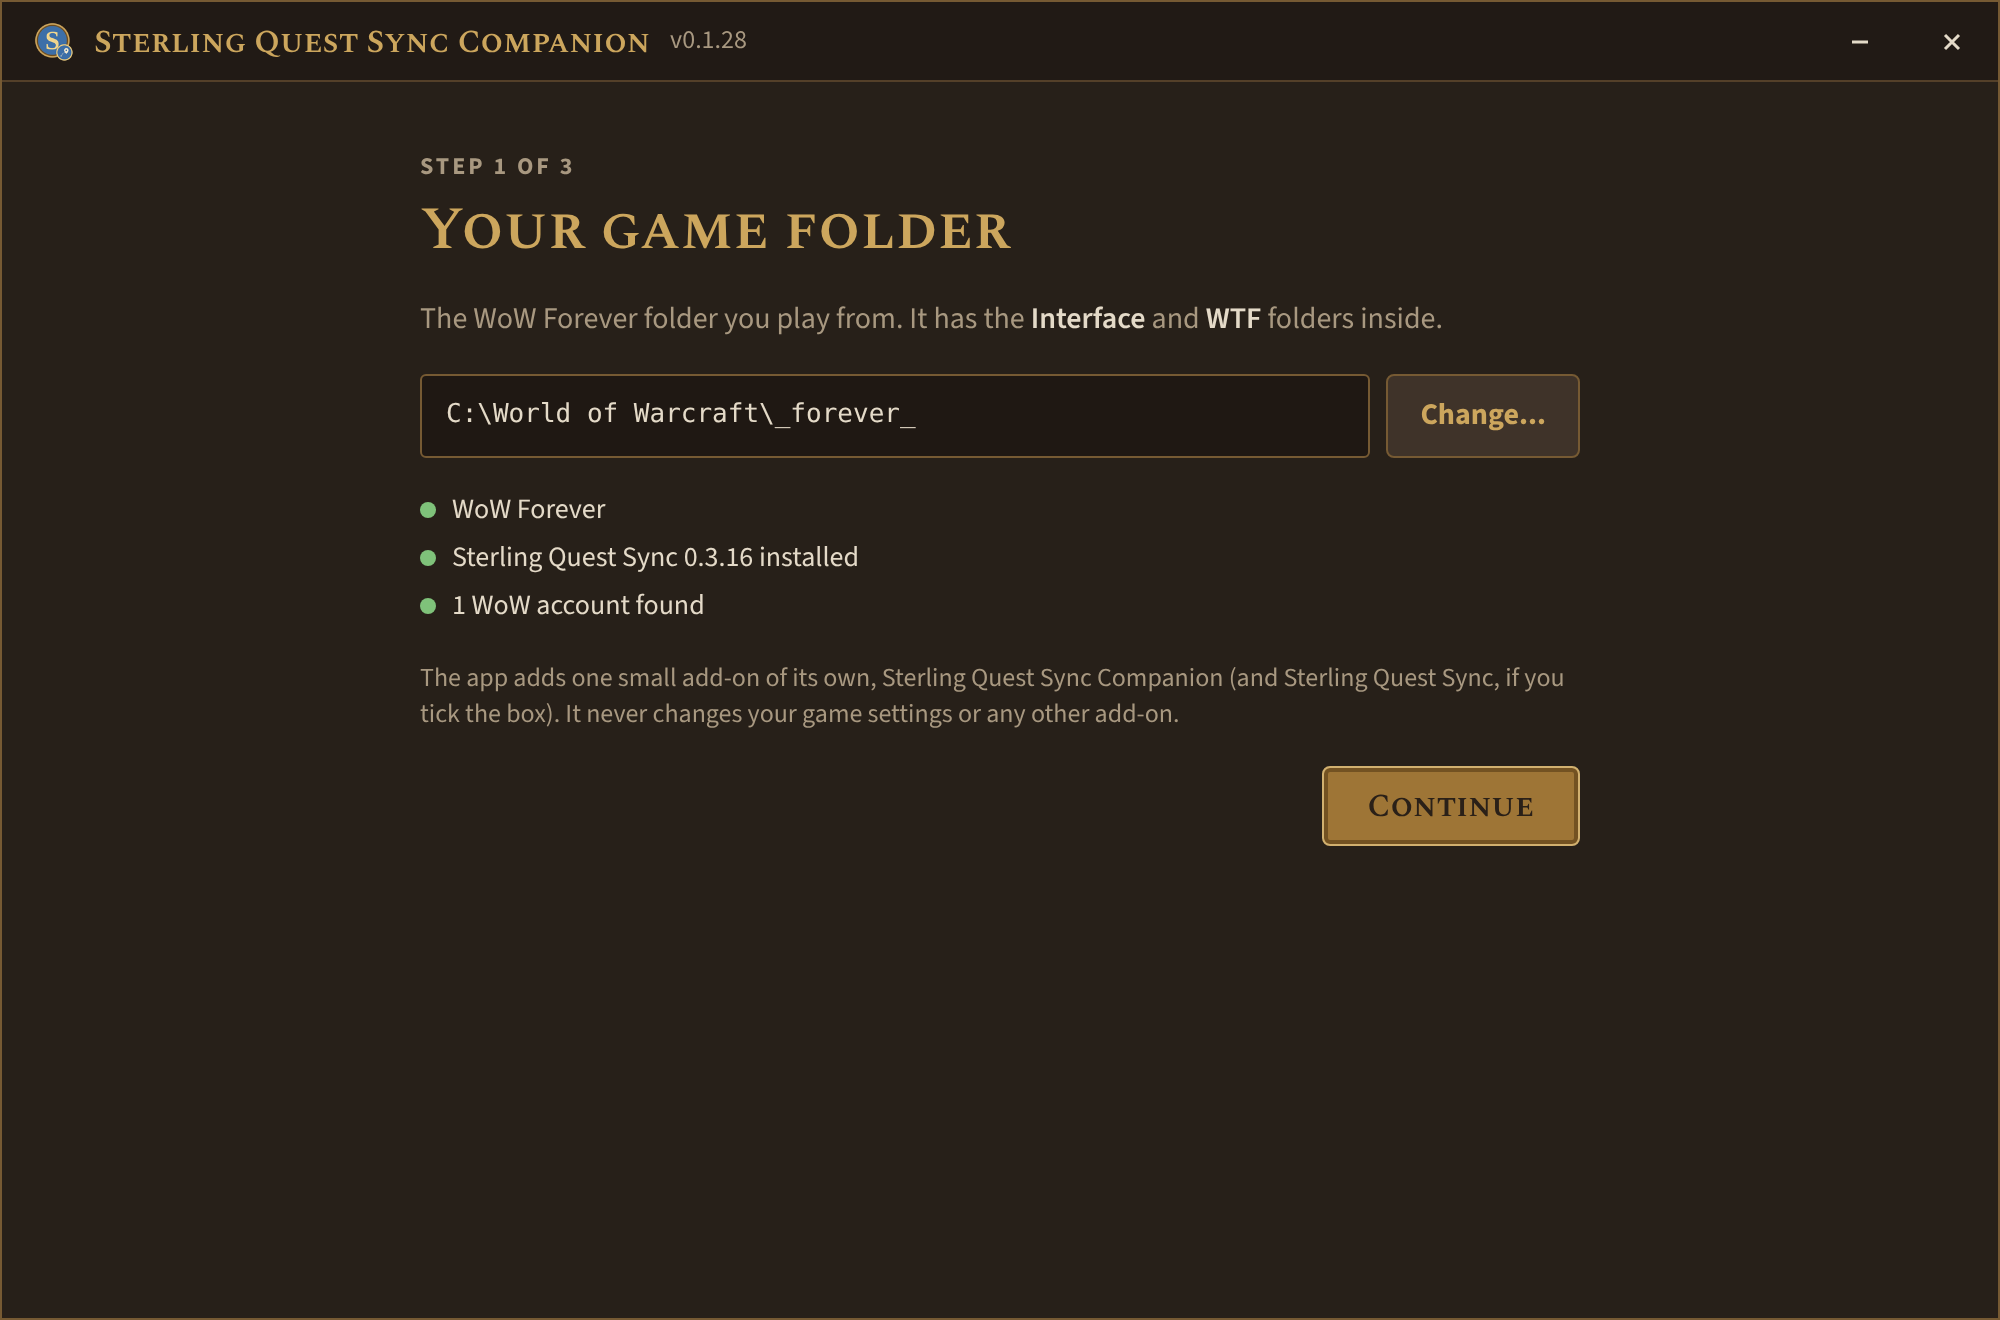 Sterling Quest Sync Companion v0.1.28
STEP 1 OF 3
Your game folder
The WoW Forever folder you play from. It has the Interface and WTF folders inside.
C:\World of Warcraft\_forever_
Change...
WoW Forever
Sterling Quest Sync 0.3.16 installed
1 WoW account found
The app adds one small add-on of its own, Sterling Quest Sync Companion (and Sterling Quest Sync, if you
tick the box). It never changes your game settings or any other add-on.
Continue